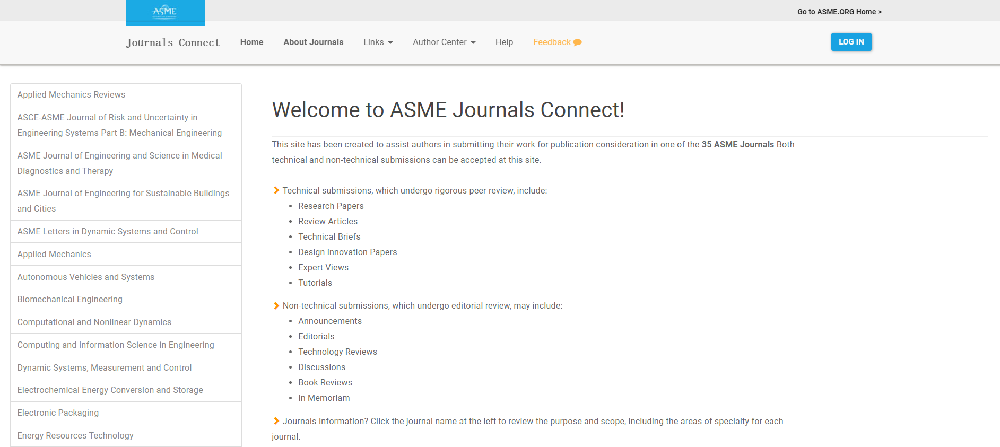 ASME
Go to ASME.ORG Home >
Journals Connect
Home
About Journals
Links
Author Center
Help
Feedback
LOG IN
Applied Mechanics Reviews
ASCE-ASME Journal of Risk and Uncertainty in
Engineering Systems Part B: Mechanical Engineering
ASME Journal of Engineering and Science in Medical
Diagnostics and Therapy
ASME Journal of Engineering for Sustainable Buildings
and Cities
ASME Letters in Dynamic Systems and Control
Applied Mechanics
Autonomous Vehicles and Systems
Biomechanical Engineering
Computational and Nonlinear Dynamics
Computing and Information Science in Engineering
Dynamic Systems, Measurement and Control
Electrochemical Energy Conversion and Storage
Electronic Packaging
Energy Resources Technology
Welcome to ASME Journals Connect!
This site has been created to assist authors in submitting their work for publication consideration in one of the 35 ASME Journals Both
technical and non-technical submissions can be accepted at this site.
Technical submissions, which undergo rigorous peer review, include:
• Research Papers
• Review Articles
• Technical Briefs
• Design innovation Papers
• Expert Views
• Tutorials
Non-technical submissions, which undergo editorial review, may include:
• Announcements
• Editorials
• Technology Reviews
• Discussions
• Book Reviews
• In Memoriam
Journals Information? Click the journal name at the left to review the purpose and scope, including the areas of specialty for each
journal.